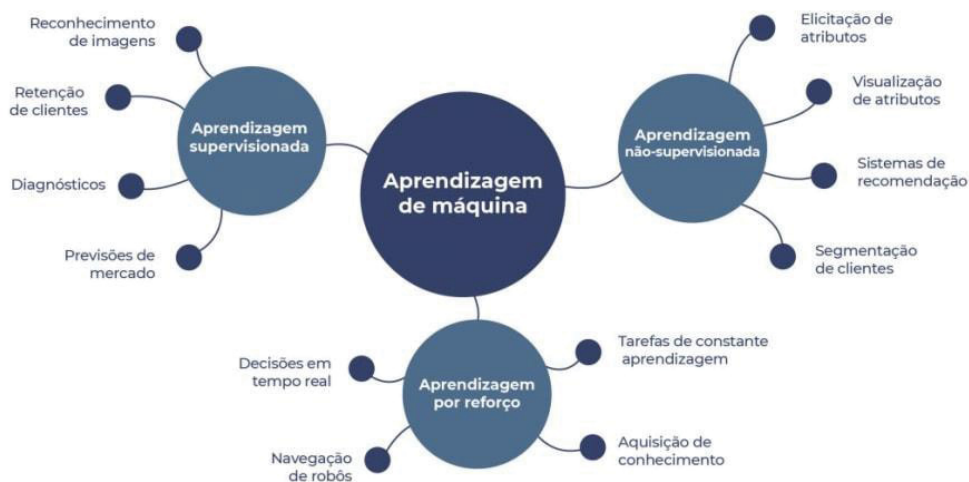 Reconhecimento
de imagens
Retenção
de clientes
Diagnósticos
Previsões de
mercado
Aprendizagem
supervisionada
Aprendizagem
de máquina
Aprendizagem
não-supervisionada
Elicitação de
atributos
Visualização
de atributos
Sistemas de
recomendação
Segmentação
de clientes
Decisões em
tempo real
Navegação
de robôs
Aprendizagem
por reforço
Tarefas de constante
aprendizagem
Aquisição de
conhecimento